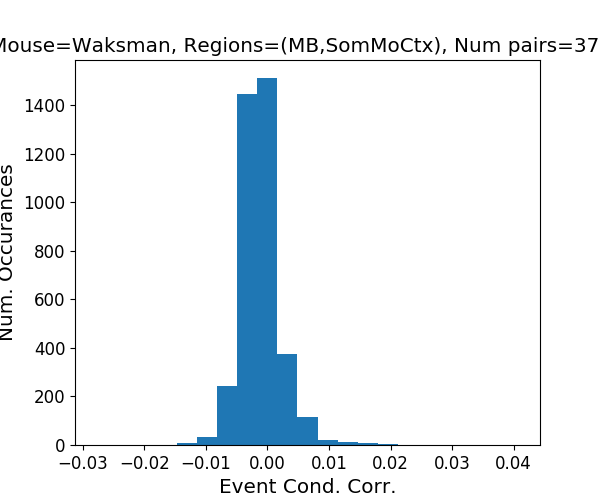 Mouse=Waksman, Regions=(MB,SomMoCtx), Num pairs=37
Num. Occurances
1400
1200
1000
800
600
400
200
0
−0.03 −0.02 −0.01 0.00 0.01 0.02 0.03 0.04
Event Cond. Corr.